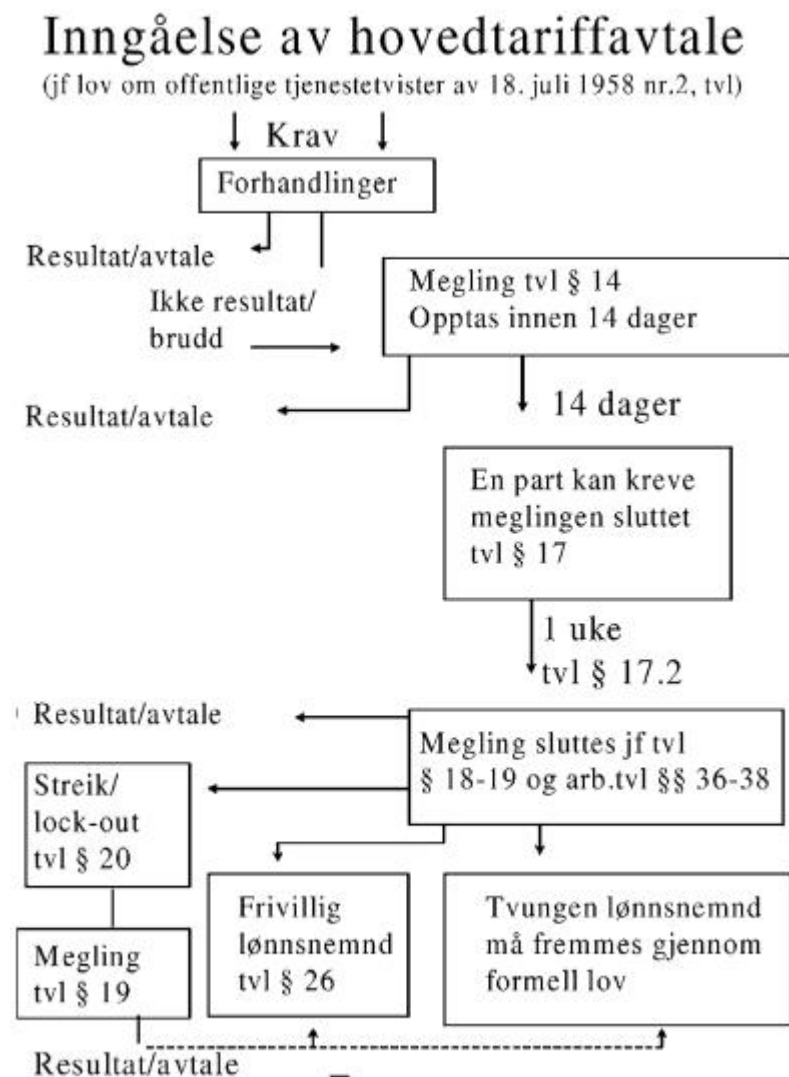 Inngåelse av hovedtariffavtale
(jf lov om offentlige tjenestetvister av 18. juli 1958 nr.2, tvl)
Krav
Forhandlinger
Resultat/avtale
Ikke resultat/
brudd
Megling tvl § 14
Opptas innen 14 dager
Resultat/avtale
14 dager
En part kan kreve
meglingen sluttet
tvl § 17
1 uke
tvl § 17.2
Resultat/avtale
Megling sluttes jf tvl
§ 18-19 og arb.tvl §§ 36-38
Streik/
lock-out
tvl § 20
Frivillig
lønnsnemnd
tvl § 26
Tvungen lønnsnemnd
må fremmes gjennom
formell lov
Megling
tvl § 19
Resultat/avtale